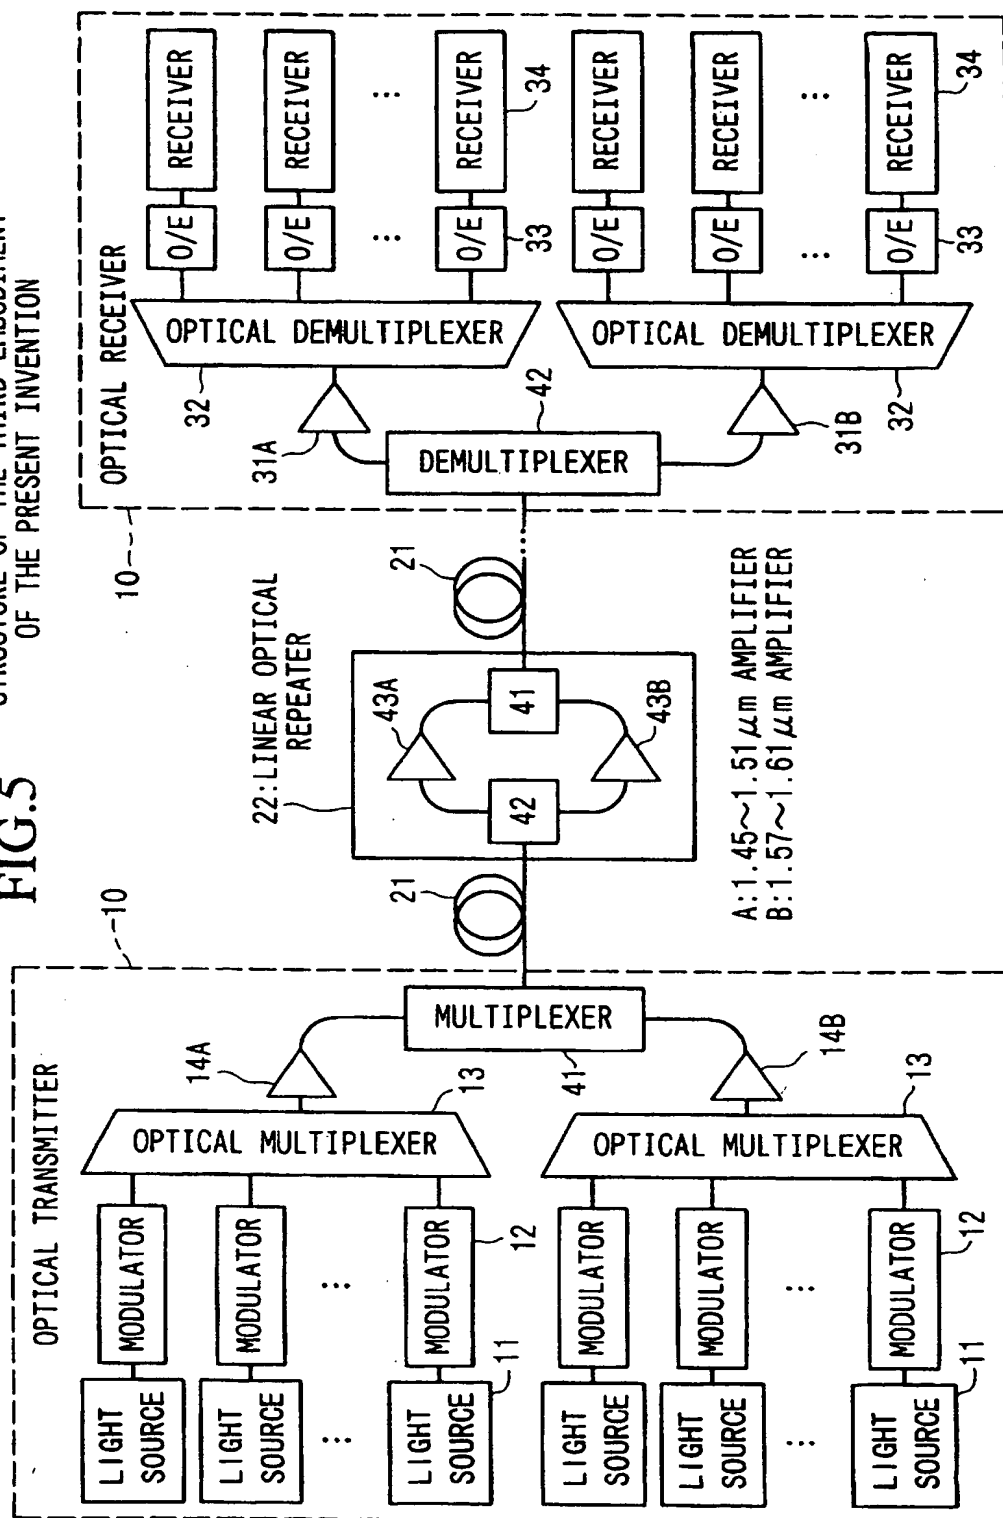 FIG.5
STRUCTURE OF THE THIRD EMBODIMENT
OF THE PRESENT INVENTION
OPTICAL TRANSMITTER
10
LIGHT SOURCE
MODULATOR
LIGHT SOURCE
MODULATOR
...
...
LIGHT SOURCE
11
MODULATOR
12
OPTICAL MULTIPLEXER
13
14A
LIGHT SOURCE
MODULATOR
LIGHT SOURCE
MODULATOR
...
...
LIGHT SOURCE
11
MODULATOR
12
OPTICAL MULTIPLEXER
13
14B
MULTIPLEXER
41
21
22:LINEAR OPTICAL
REPEATER
42
43A
43B
41
21
...
A:1.45~1.51μm AMPLIFIER
B:1.57~1.61μm AMPLIFIER
10
OPTICAL RECEIVER
DEMULTIPLEXER
42
31A
OPTICAL DEMULTIPLEXER
32
O/E
RECEIVER
O/E
RECEIVER
...
...
O/E
33
RECEIVER
34
31B
OPTICAL DEMULTIPLEXER
32
O/E
RECEIVER
O/E
RECEIVER
...
...
O/E
33
RECEIVER
34